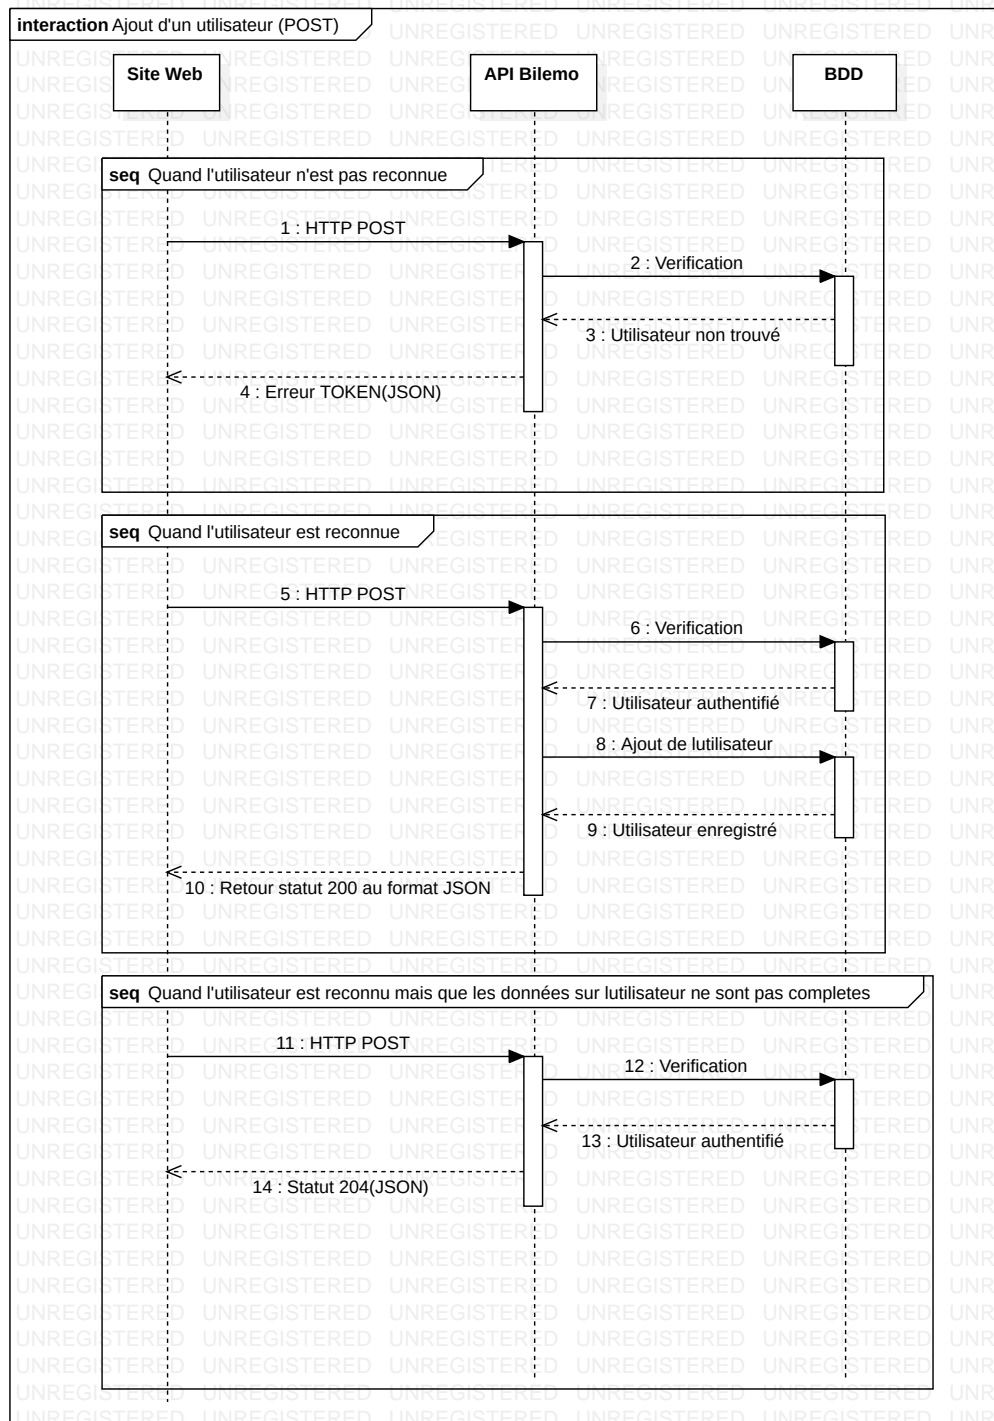 interaction Ajout d'un utilisateur (POST)
Site Web
API Bilemo
BDD
seq Quand l'utilisateur n'est pas reconnue
1 : HTTP POST
2 : Verification
3 : Utilisateur non trouvé
4 : Erreur TOKEN(JSON)
seq Quand l'utilisateur est reconnue
5 : HTTP POST
6 : Verification
7 : Utilisateur authentifié
8 : Ajout de lutilisateur
9 : Utilisateur enregistré
10 : Retour statut 200 au format JSON
seq Quand l'utilisateur est reconnu mais que les données sur lutilisateur ne sont pas completes
11 : HTTP POST
12 : Verification
13 : Utilisateur authentifié
14 : Statut 204(JSON)
UNREGISTERED